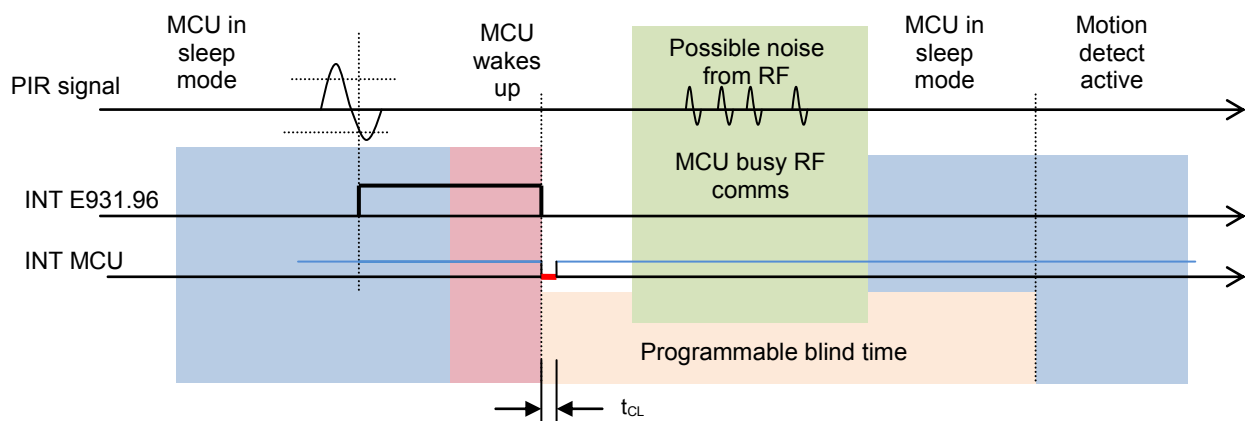 MCU in
sleep
mode
MCU
wakes
up
Possible noise
from RF
MCU in
sleep
mode
Motion
detect
active
PIR signal
MCU busy RF
comms
INT E931.96
INT MCU
Programmable blind time
tCL